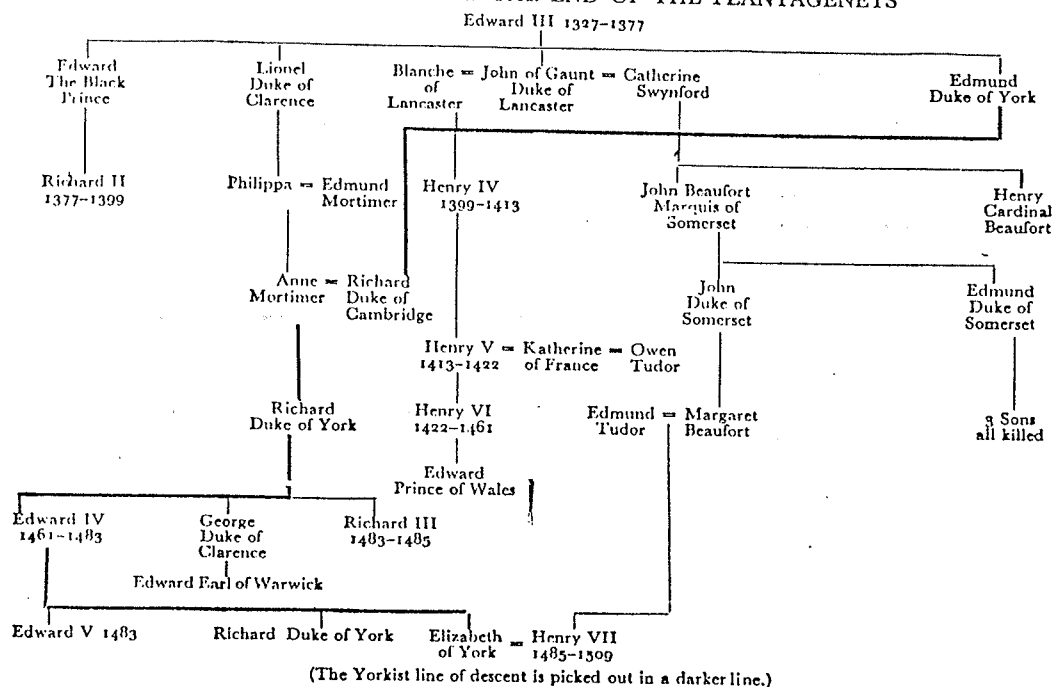 END OF THE PLANTAGENETS
Edward III 1327-1377
Edward
The Black
Prince
Lionel
Duke of
Clarence
Blanche = John of Gaunt = Catherine
of Duke of Swynford
Lancaster Lancaster
Edmund
Duke of York
Richard II
1377-1399
Philippa = Edmund
Mortimer
Henry IV
1399-1413
John Beaufort
Marquis of
Somerset
Henry
Cardinal
Beaufort
Anne = Richard
Mortimer Duke of
Cambridge
John
Duke of
Somerset
Edmund
Duke of
Somerset
Henry V = Katherine = Owen
1413-1422 of France Tudor
Richard
Duke of York
Henry VI
1422-1461
Edmund = Margaret
Tudor Beaufort
3 Sons
all killed
Edward
Prince of Wales
Edward IV
1461-1483
George
Duke of
Clarence
Richard III
1483-1485
Edward Earl of Warwick
Edward V 1483
Richard Duke of York
Elizabeth = Henry VII
of York 1485-1509
(The Yorkist line of descent is picked out in a darker line.)